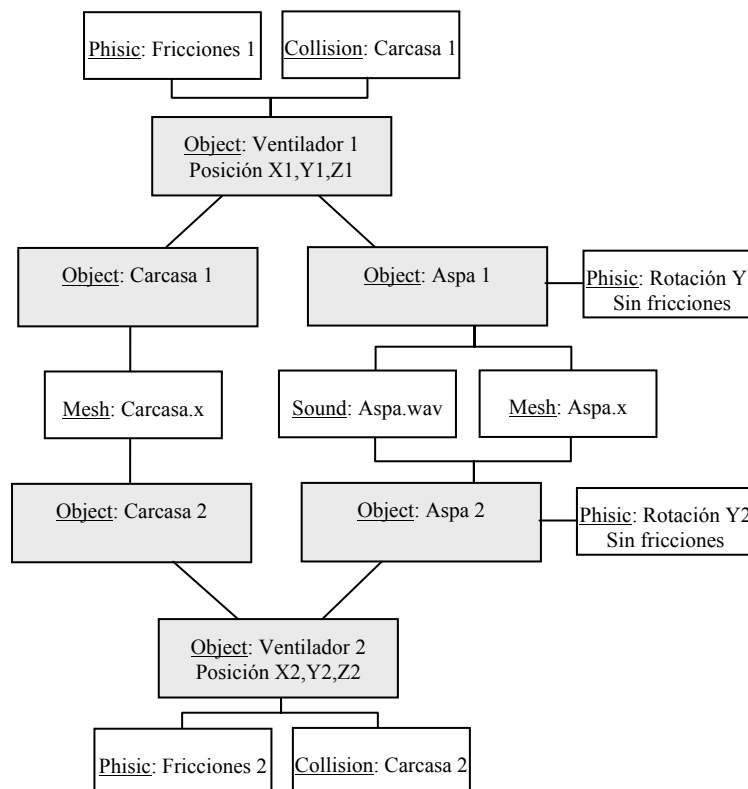 Phisic: Fricciones 1
Collision: Carcasa 1
Object: Ventilador 1
Posición X1,Y1,Z1
Object: Carcasa 1
Object: Aspa 1
Phisic: Rotación Y
Sin fricciones
Mesh: Carcasa.x
Sound: Aspa.wav
Mesh: Aspa.x
Object: Carcasa 2
Object: Aspa 2
Phisic: Rotación Y2
Sin fricciones
Object: Ventilador 2
Posición X2,Y2,Z2
Phisic: Fricciones 2
Collision: Carcasa 2